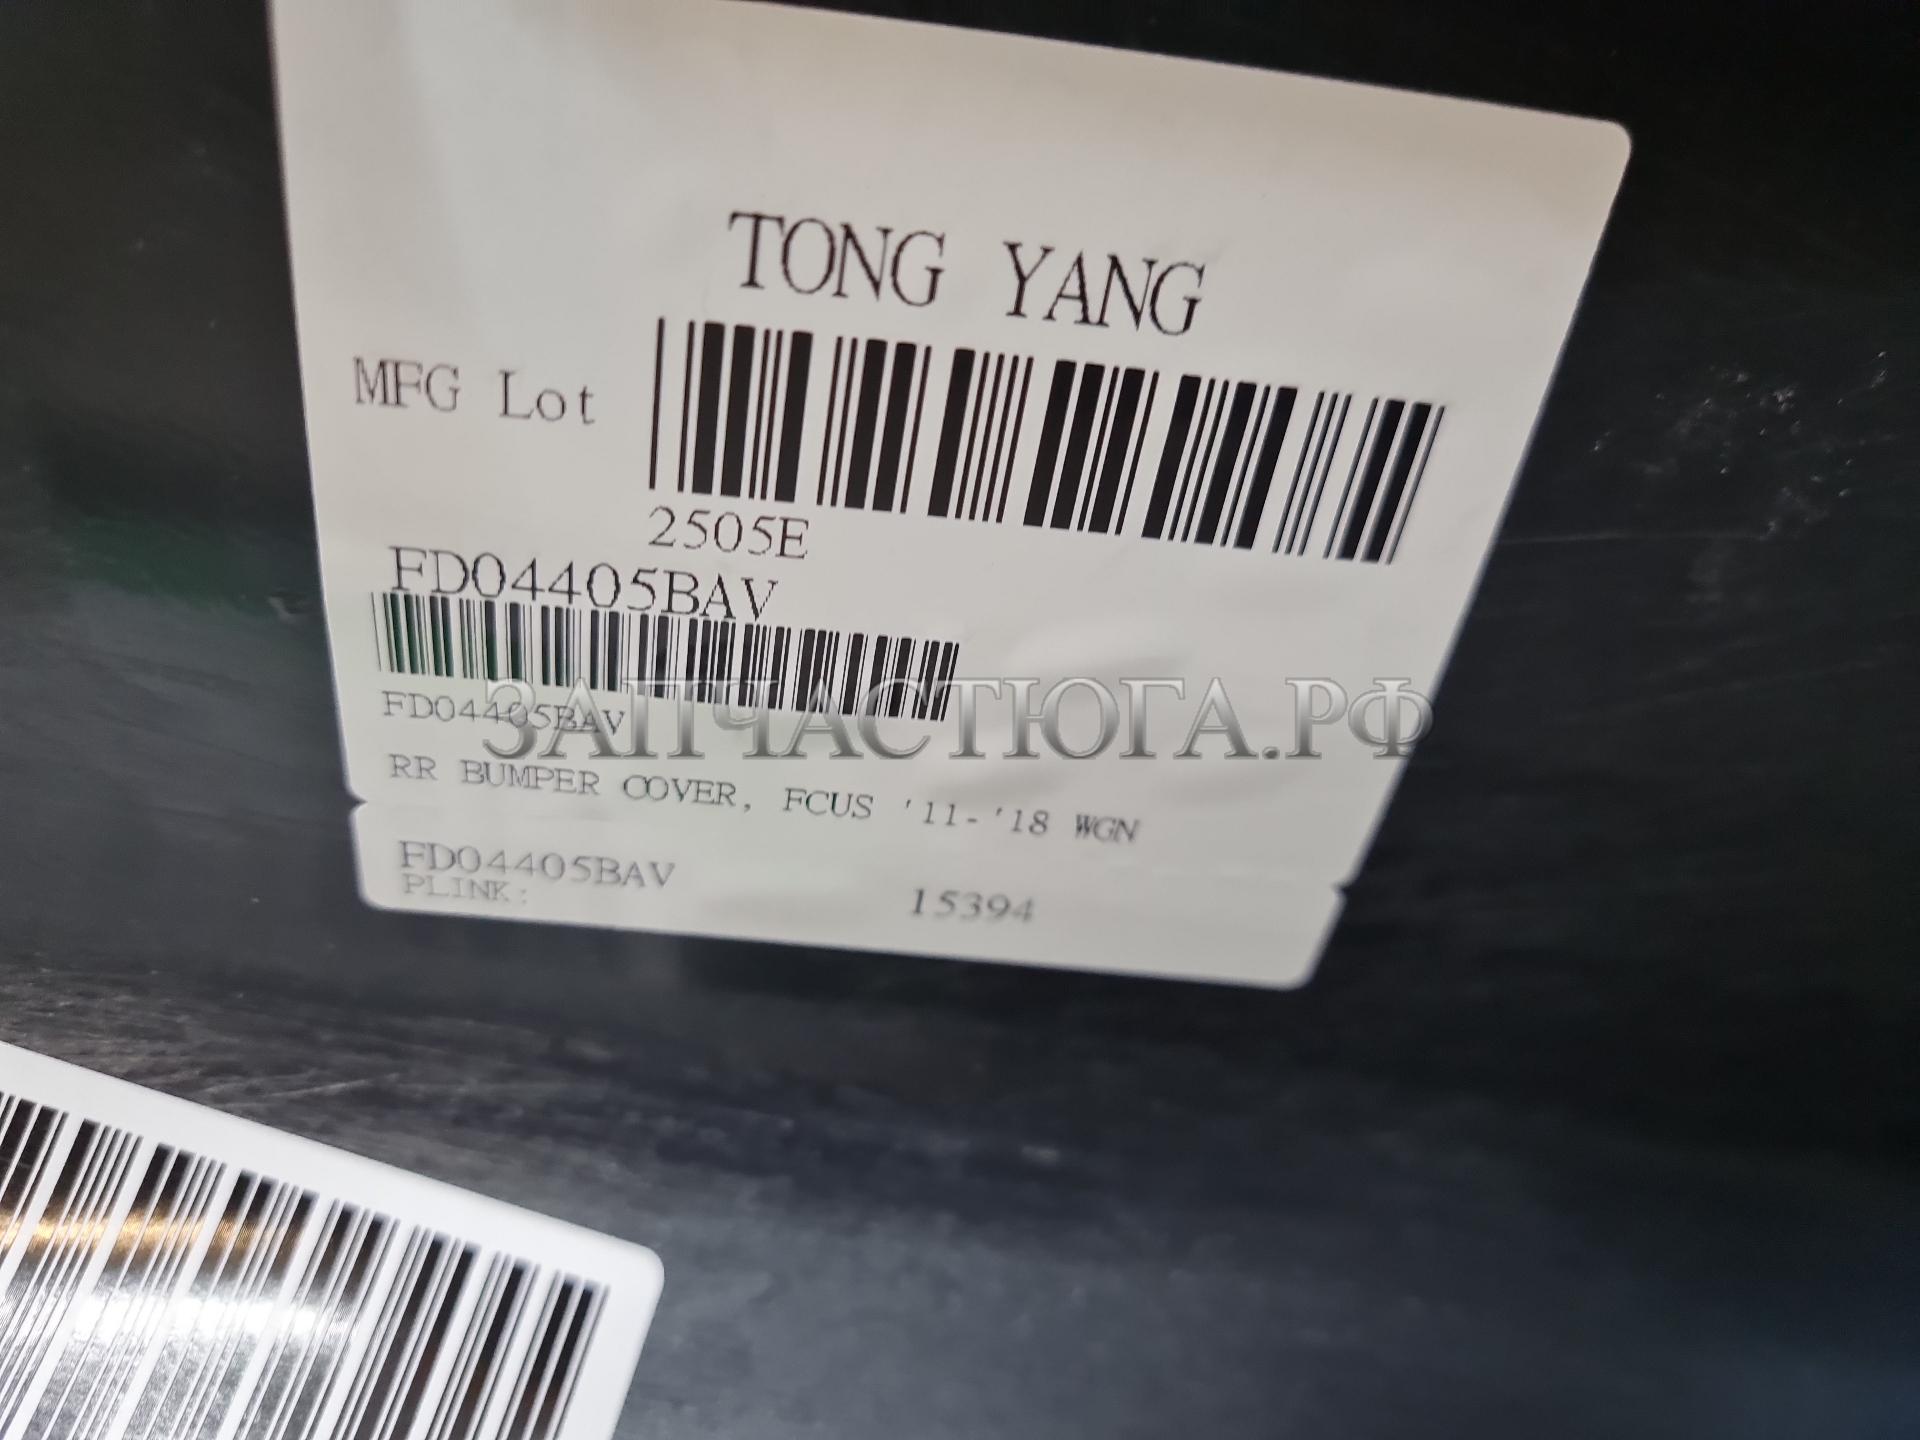 TONG YANG
MFG Lot
2505E
FD04405BAV
FD04405BAV
ЗАПЧАСТЮГА.РФ
RR BUMPER COVER, FCUS '11-'18 WGN
FD04405BAV
PLINK: 15394